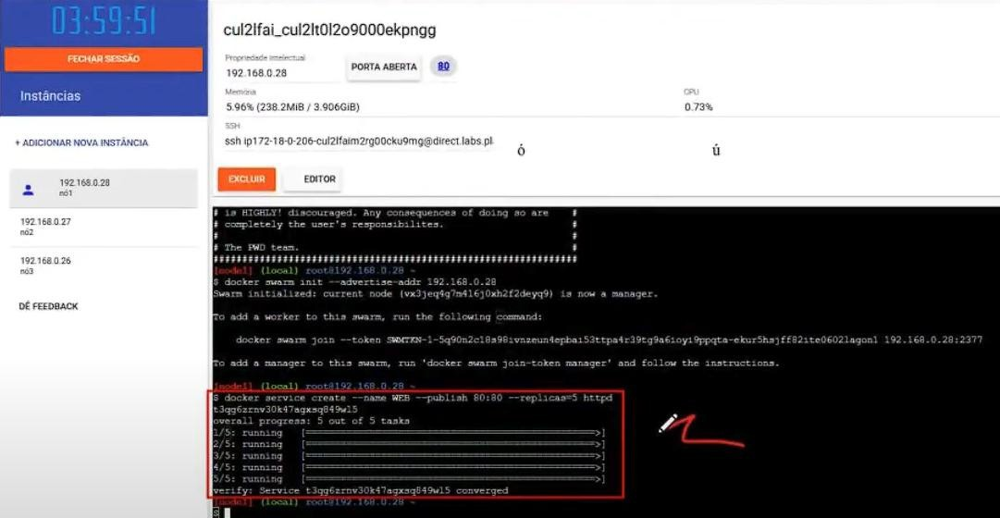 03:59:51
FECHAR SESSÃO
Instâncias
+ ADICIONAR NOVA INSTÂNCIA
192.168.0.28
nó1
192.168.0.27
nó2
192.168.0.26
nó3
DÊ FEEDBACK
cul2lfai_cul2lt0l2o9000ekpngg
Propriedade intelectual
192.168.0.28
PORTA ABERTA
80
Memória
5.96% (238.2MiB / 3.906GiB)
CPU
0.73%
SSH
ssh ip172-18-0-206-cul2lfaim2rg00cku9mg@direct.labs.pl
ó ú
EXCLUIR
EDITOR
# is HIGHLY! discouraged. Any consequences of doing so are #
# completely the user's responsibilites. #
# #
# The PWD team. #
###############################################################
[node1] (local) root@192.168.0.28 ~
$ docker swarm init --advertise-addr 192.168.0.28
Swarm initialized: current node (vx3jeq4g7m416j0xh2f2deyq9) is now a manager.
To add a worker to this swarm, run the following command:
docker swarm join --token SWMTKN-1-5q90n2c18s98ivnzeun4epbai53ttpa4r39tg9a6ioyi9ppqta-ekur5hsjff82ite0602lagon1 192.168.0.28:2377
To add a manager to this swarm, run 'docker swarm join-token manager' and follow the instructions.
[node1] (local) root@192.168.0.28 ~
$ docker service create --name WEB --publish 80:80 --replicas=5 httpd
t3qg6zrnv30k47agxsq849wl5
overall progress: 5 out of 5 tasks
1/5: running [==================================================>]
2/5: running [==================================================>]
3/5: running [==================================================>]
4/5: running [==================================================>]
5/5: running [==================================================>]
verify: Service t3qg6zrnv30k47agxsq849wl5 converged
[node1] (local) root@192.168.0.28 ~
$